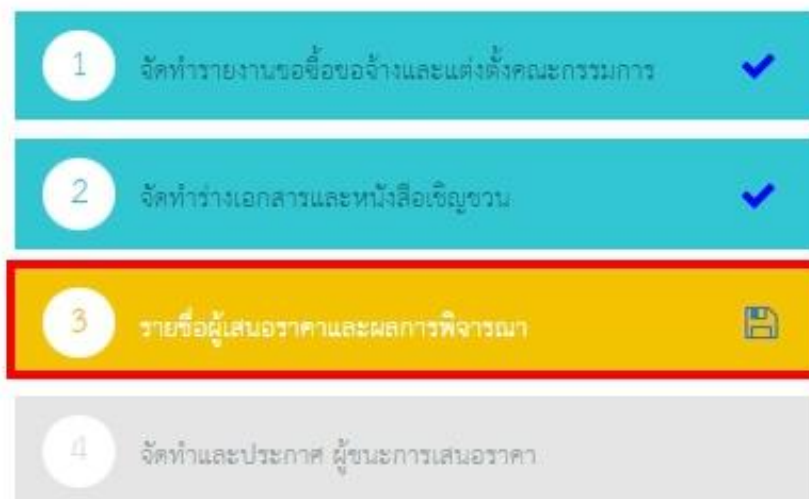 1 จัดทำรายงานขอซื้อขอจ้างและแต่งตั้งคณะกรรมการ
2 จัดทำร่างเอกสารและหนังสือเชิญชวน
3 รายชื่อผู้เสนอราคาและผลการพิจารณา
4 จัดทำและประกาศ ผู้ชนะการเสนอราคา